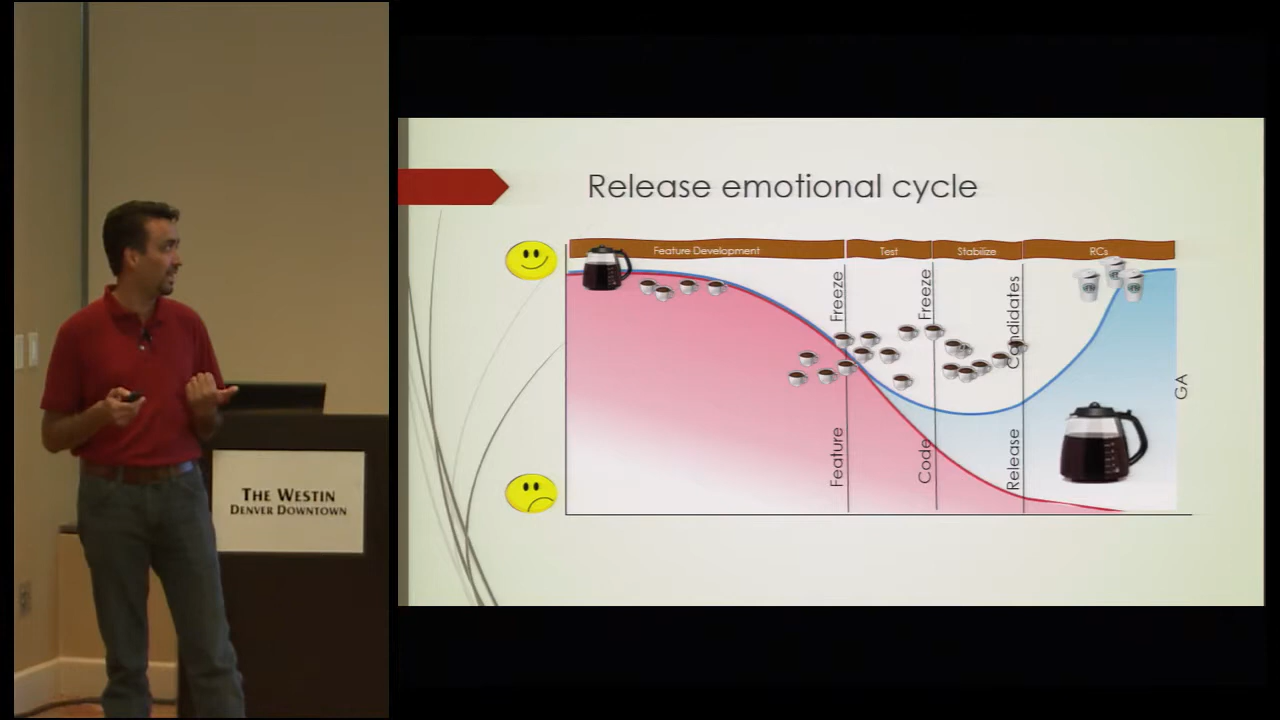 Release emotional cycle
Feature Development
Test
Stabilize
RCs
Feature Freeze
Code Freeze
Release Candidates
GA
THE WESTIN
DENVER DOWNTOWN